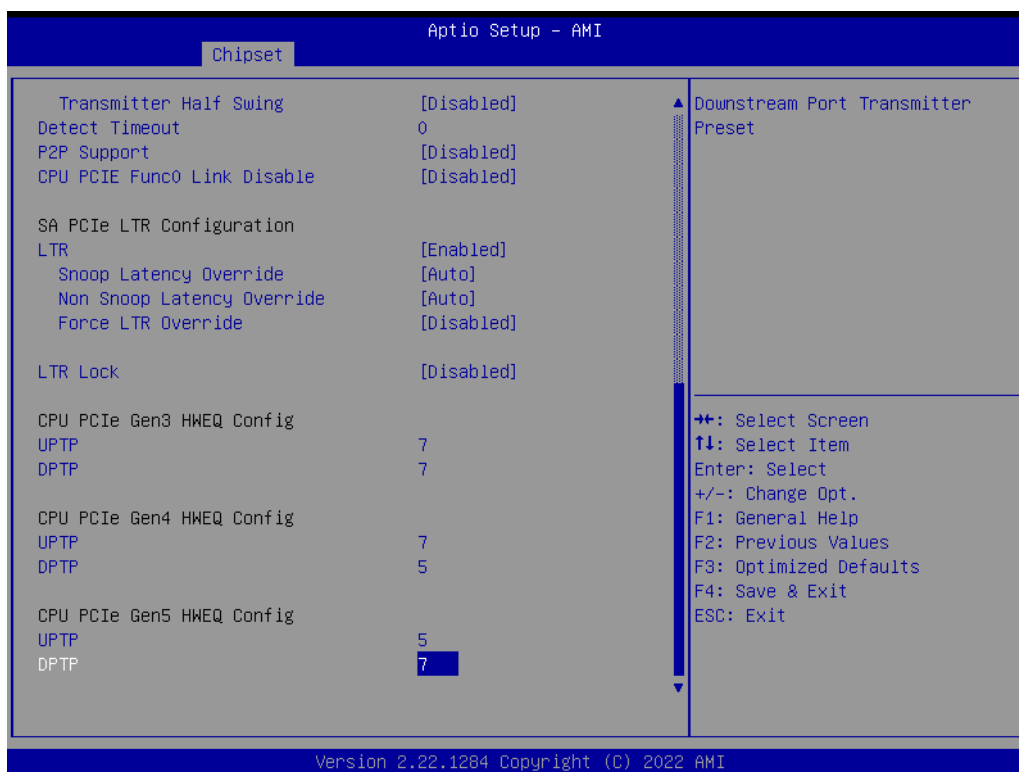 Aptio Setup – AMI
Chipset
Transmitter Half Swing [Disabled]
Detect Timeout 0
P2P Support [Disabled]
CPU PCIE Func0 Link Disable [Disabled]
SA PCIe LTR Configuration
LTR [Enabled]
Snoop Latency Override [Auto]
Non Snoop Latency Override [Auto]
Force LTR Override [Disabled]
LTR Lock [Disabled]
CPU PCIe Gen3 HWEQ Config
UPTP 7
DPTP 7
CPU PCIe Gen4 HWEQ Config
UPTP 7
DPTP 5
CPU PCIe Gen5 HWEQ Config
UPTP 5
DPTP 7
Downstream Port Transmitter
Preset
→←: Select Screen
↑↓: Select Item
Enter: Select
+/-: Change Opt.
F1: General Help
F2: Previous Values
F3: Optimized Defaults
F4: Save & Exit
ESC: Exit
Version 2.22.1284 Copyright (C) 2022 AMI